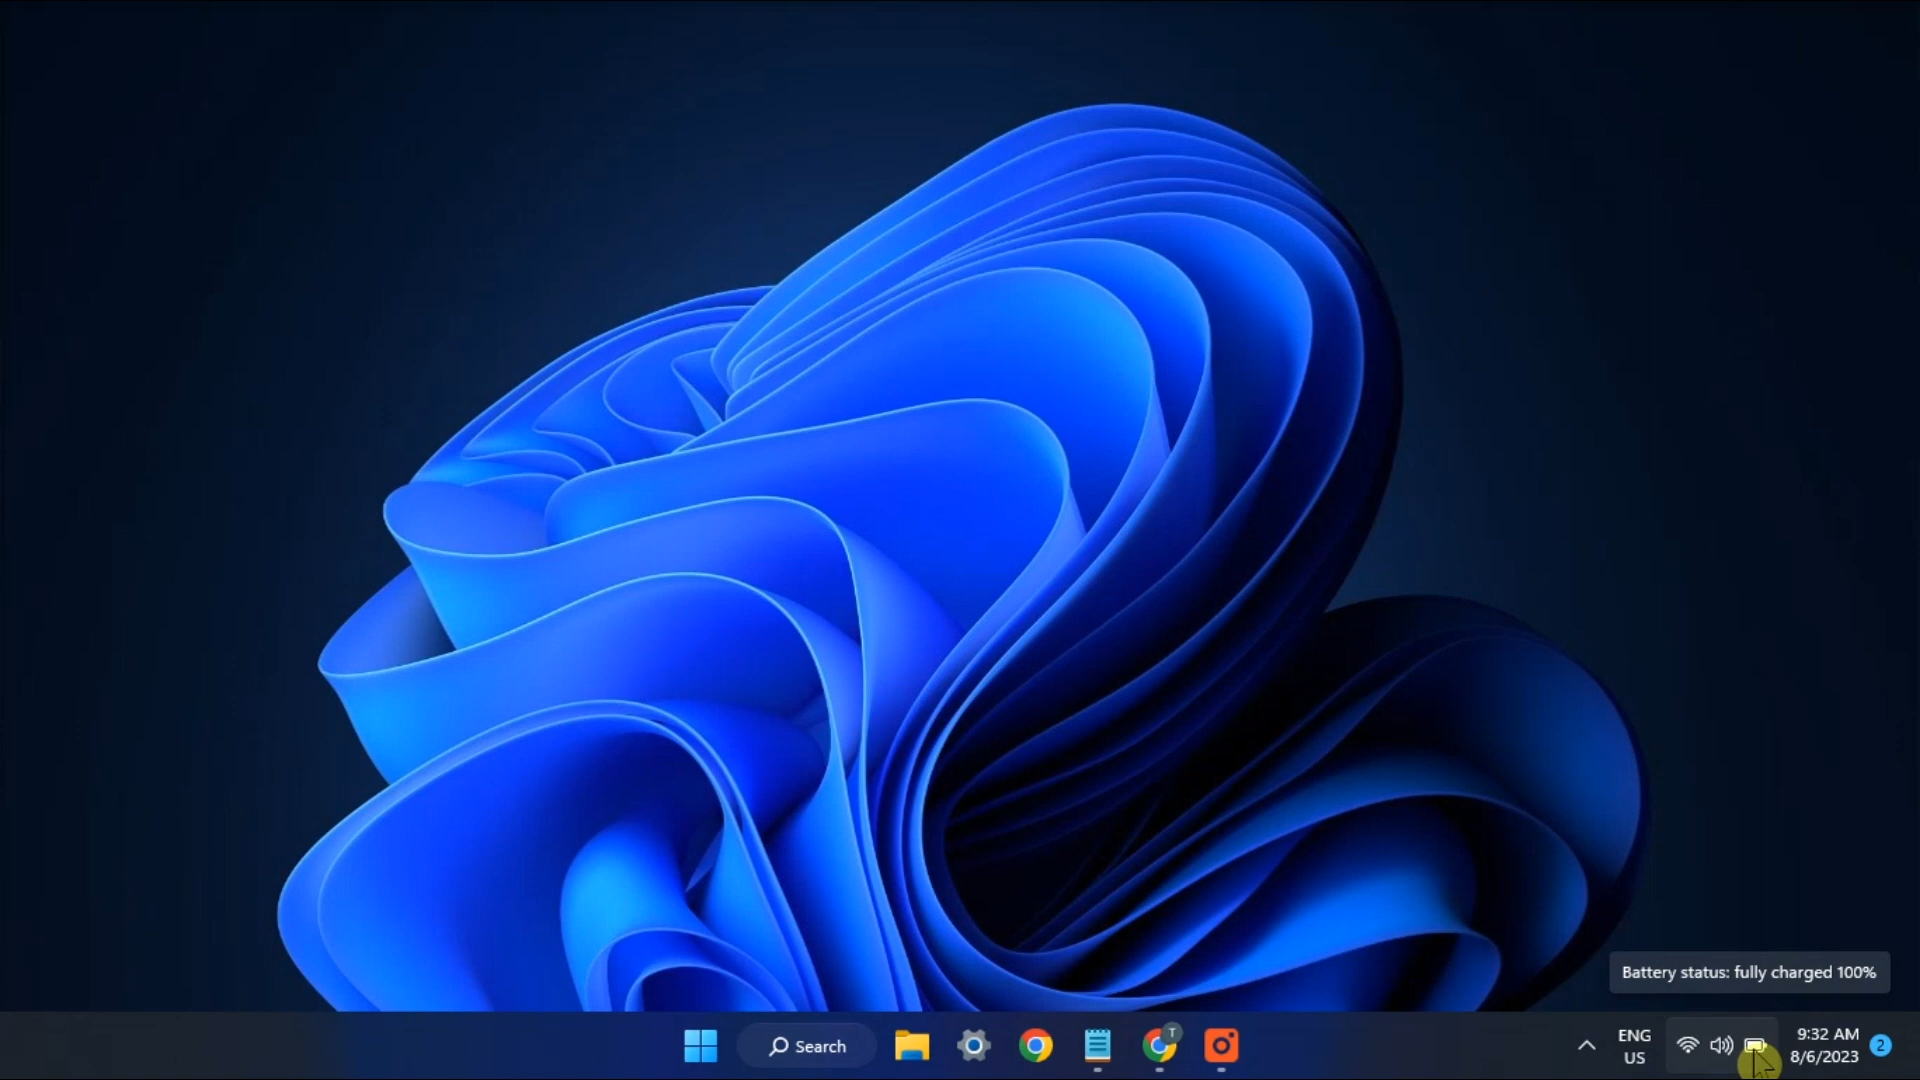 Battery status: fully charged 100%
Search
T
ENG
US
9:32 AM
8/6/2023
2